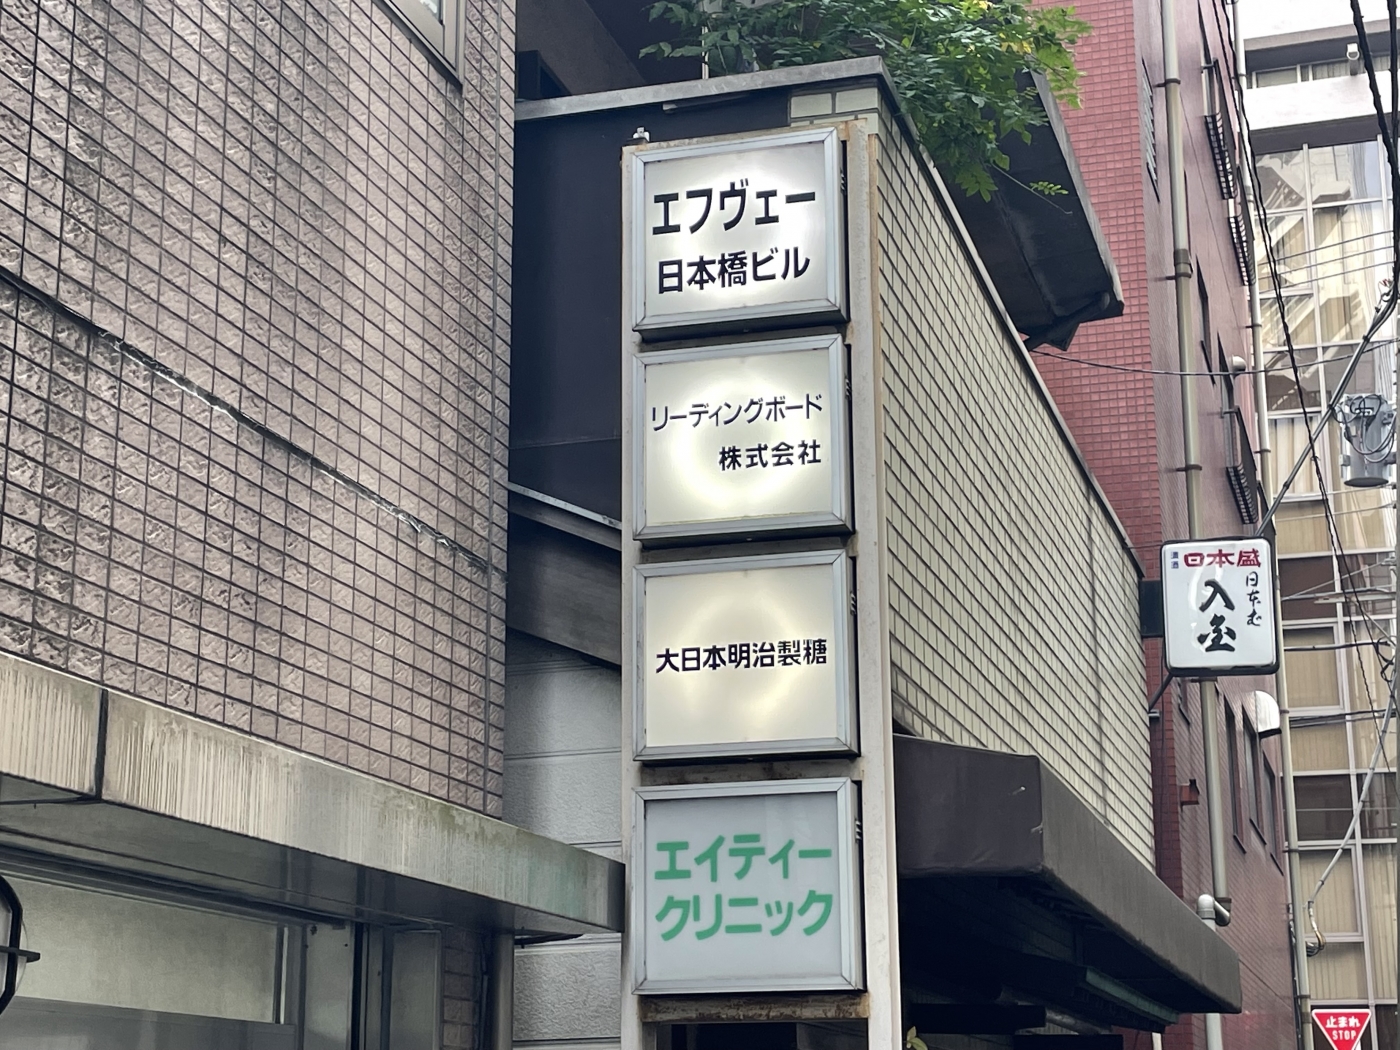 エフヴェー
日本橋ビル
リーディングボード
株式会社
大日本明治製糖
エイティー
クリニック
清酒 日本盛
止まれ
STOP